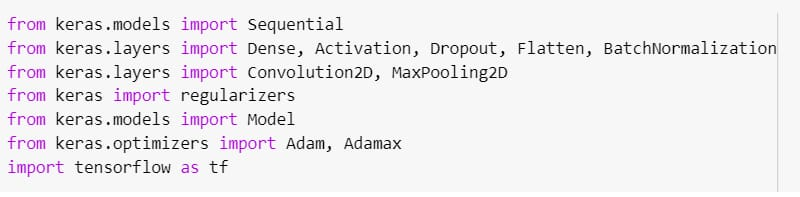 from keras.models import Sequential
from keras.layers import Dense, Activation, Dropout, Flatten, BatchNormalization
from keras.layers import Convolution2D, MaxPooling2D
from keras import regularizers
from keras.models import Model
from keras.optimizers import Adam, Adamax
import tensorflow as tf